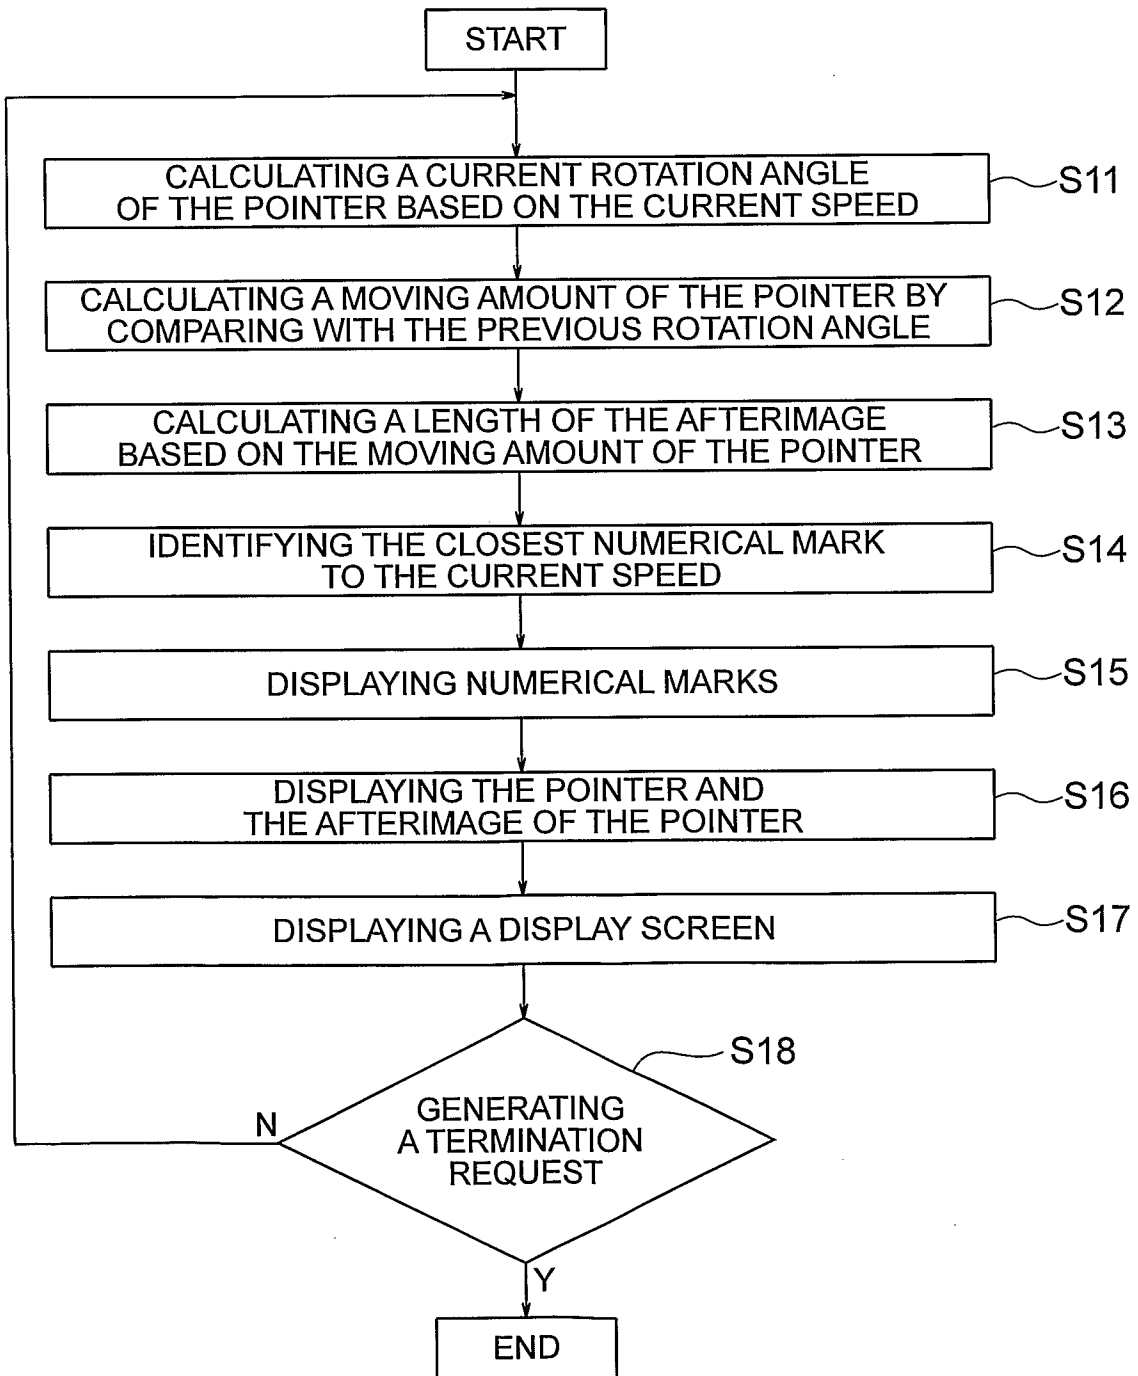 START
CALCULATING A CURRENT ROTATION ANGLE
OF THE POINTER BASED ON THE CURRENT SPEED
S11
CALCULATING A MOVING AMOUNT OF THE POINTER BY
COMPARING WITH THE PREVIOUS ROTATION ANGLE
S12
CALCULATING A LENGTH OF THE AFTERIMAGE
BASED ON THE MOVING AMOUNT OF THE POINTER
S13
IDENTIFYING THE CLOSEST NUMERICAL MARK
TO THE CURRENT SPEED
S14
DISPLAYING NUMERICAL MARKS
S15
DISPLAYING THE POINTER AND
THE AFTERIMAGE OF THE POINTER
S16
DISPLAYING A DISPLAY SCREEN
S17
S18
GENERATING
A TERMINATION
REQUEST
N
Y
END